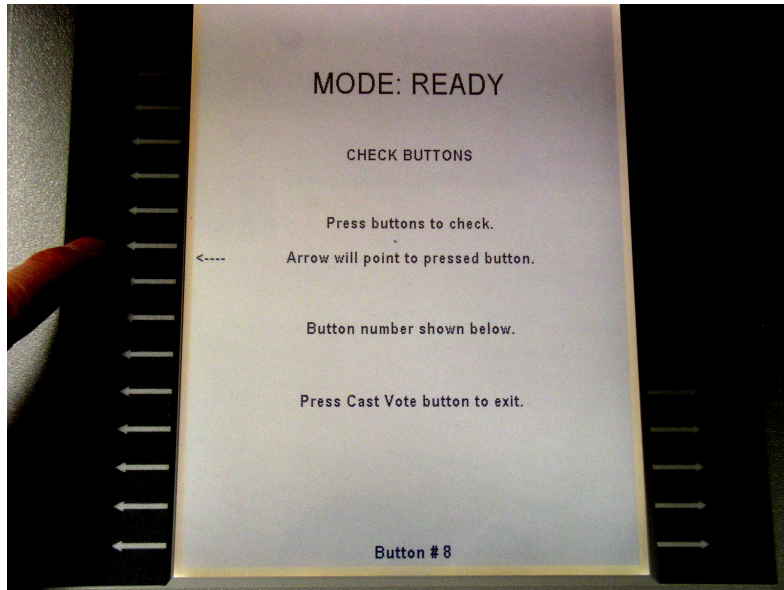 MODE: READY
CHECK BUTTONS
Press buttons to check.
<---- Arrow will point to pressed button.
Button number shown below.
Press Cast Vote button to exit.
Button # 8